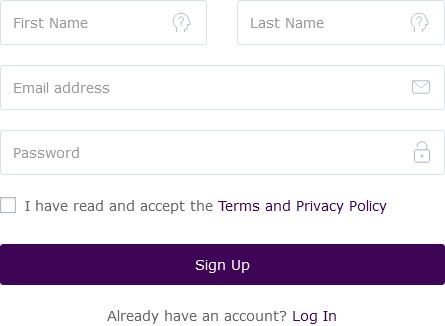 First Name
Last Name
Email address
Password
I have read and accept the Terms and Privacy Policy
Sign Up
Already have an account? Log In